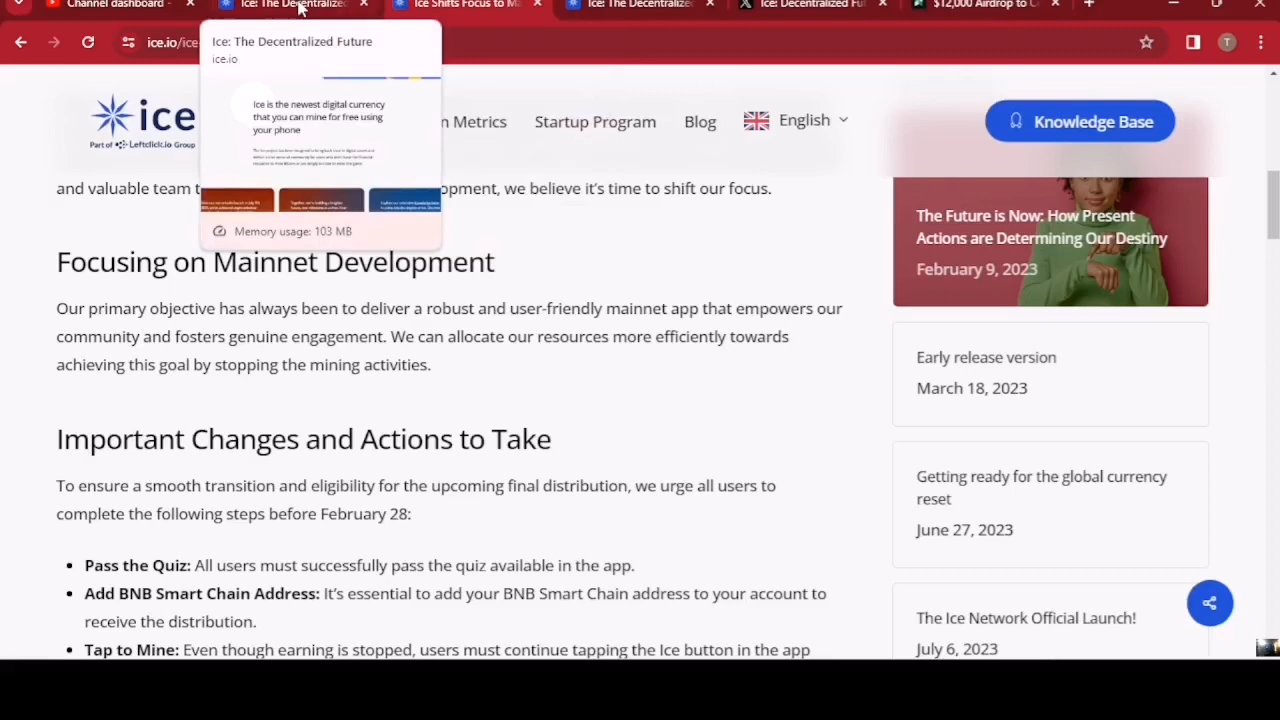 Channel dashboard -
Ice: The Decentralized
Ice Shifts Focus to Ma
Ice: The Decentralized
Ice: Decentralized Fut
$12,000 Airdrop to C
ice.io/ice
T
Ice: The Decentralized Future
ice.io
Ice is the newest digital currency
that you can mine for free using
your phone
Memory usage: 103 MB
ice
Part of Leftclick.io Group
n Metrics
Startup Program
Blog
English
Knowledge Base
and valuable team t
opment, we believe it's time to shift our focus.
Focusing on Mainnet Development
Our primary objective has always been to deliver a robust and user-friendly mainnet app that empowers our
community and fosters genuine engagement. We can allocate our resources more efficiently towards
achieving this goal by stopping the mining activities.
Important Changes and Actions to Take
To ensure a smooth transition and eligibility for the upcoming final distribution, we urge all users to
complete the following steps before February 28:
Pass the Quiz: All users must successfully pass the quiz available in the app.
Add BNB Smart Chain Address: It's essential to add your BNB Smart Chain address to your account to
receive the distribution.
Tap to Mine: Even though earning is stopped, users must continue tapping the Ice button in the app
The Future is Now: How Present
Actions are Determining Our Destiny
February 9, 2023
Early release version
March 18, 2023
Getting ready for the global currency
reset
June 27, 2023
The Ice Network Official Launch!
July 6, 2023